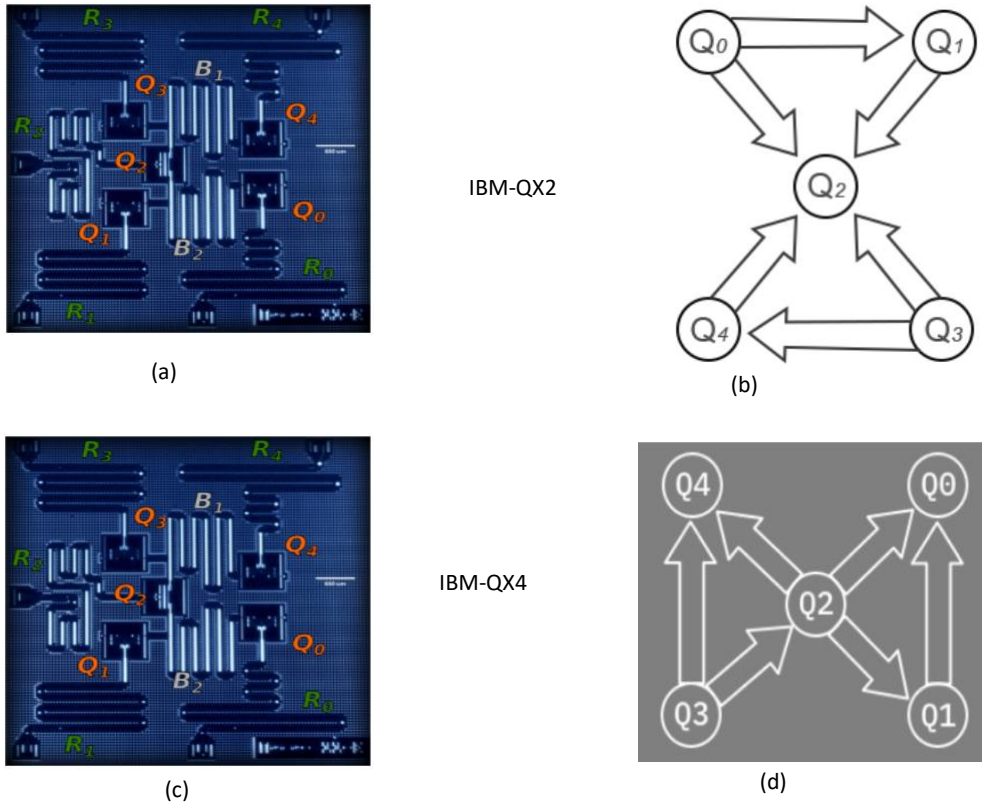 R3
R4
B1
Q3
Q4
R2
Q2
Q1
Q0
B2
R0
R1
(a)
IBM-QX2
Q0
Q1
Q2
Q4
Q3
(b)
R3
R4
B1
Q3
Q4
R2
Q2
Q1
Q0
B2
R0
R1
(c)
IBM-QX4
Q4
Q0
Q2
Q3
Q1
(d)